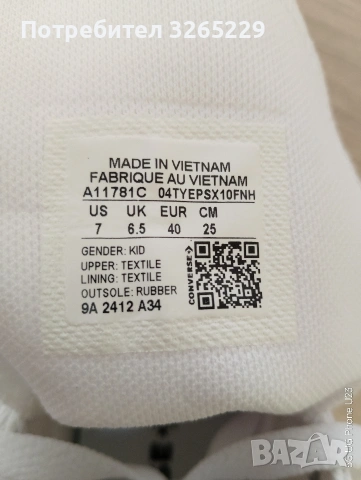 Потребител 3265229
MADE IN VIETNAM
FABRIQUE AU VIETNAM
A11781C 04TYEPSX10FNH
US UK EUR CM
7 6.5 40 25
GENDER: KID
UPPER: TEXTILE
LINING: TEXTILE
OUTSOLE: RUBBER
9A 2412 A34
CONVERSE
bazar